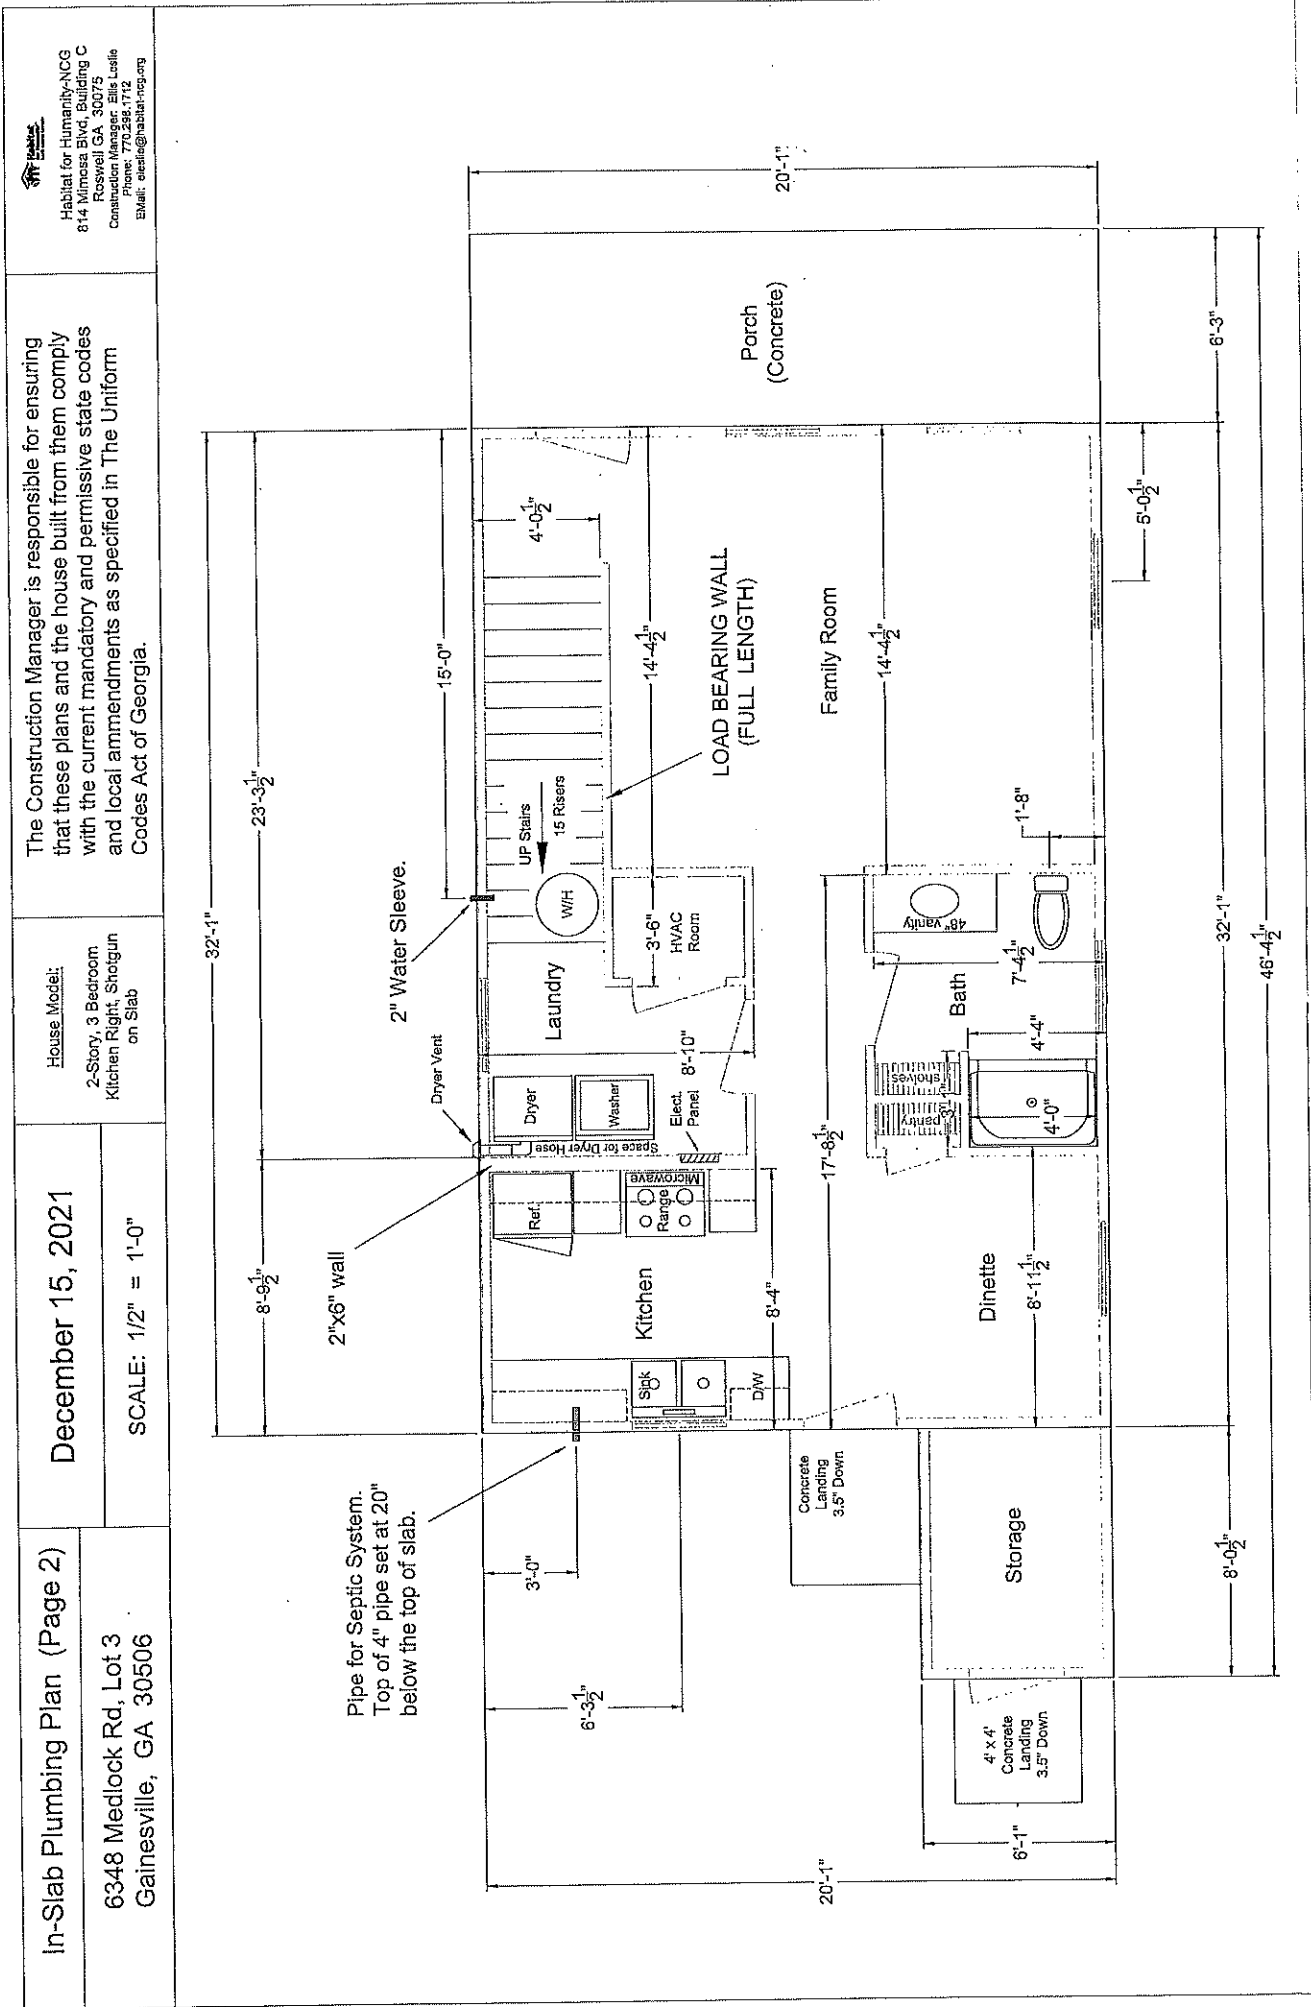 In-Slab Plumbing Plan (Page 2)
6348 Medlock Rd, Lot 3
Gainesville, GA 30506
December 15, 2021
SCALE: 1/2" = 1'-0"
House Model:
2-Story, 3 Bedroom
Kitchen Right, Shotgun
on Slab
The Construction Manager is responsible for ensuring
that these plans and the house built from them comply
with the current mandatory and permissive state codes
and local ammendments as specified in The Uniform
Codes Act of Georgia.
Habitat
Habitat for Humanity-NCG
814 Mimosa Blvd, Building C
Roswell GA 30075
Construction Manager: Ellis Leslie
Phone: 770.298.1712
EMail: eleslie@habitat-ncg.org
32'-1"
8'-9 1/2"
23'-3 1/2"
15'-0"
2"x6" wall
Dryer Vent
2" Water Sleeve.
Pipe for Septic System.
Top of 4" pipe set at 20"
below the top of slab.
3'-0"
6'-3 1/2"
20'-1"
6'-1"
Ref.
Range
Microwave
Sink
D/W
Kitchen
8'-4"
Space for Dryer Hose
Dryer
Washer
Elect.
Panel
8'-10"
Laundry
W/H
UP Stairs
15 Risers
4'-0 1/2"
3'-6"
HVAC
Room
14'-4 1/2"
LOAD BEARING WALL
(FULL LENGTH)
Family Room
14'-4 1/2"
Porch
(Concrete)
20'-1"
17'-8 1/2"
Dinette
8'-11 1/2"
pantry
shelves
3'-1"
4'-0"
4'-4"
Bath
7'-4 1/2"
48" vanity
1'-8"
5'-0 1/2"
Concrete
Landing
3.5" Down
Storage
4' x 4'
Concrete
Landing
3.5" Down
8'-0 1/2"
32'-1"
6'-3"
46'-4 1/2"